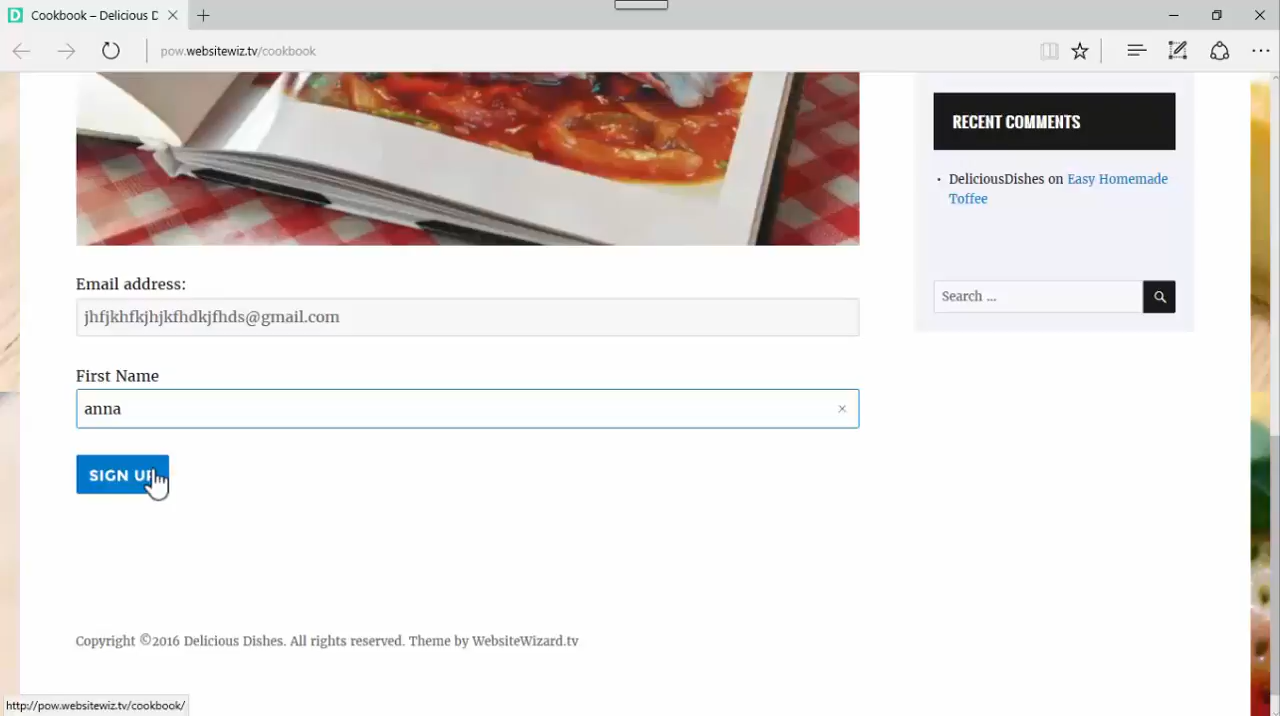 Cookbook – Delicious D
pow.websitewiz.tv/cookbook
RECENT COMMENTS
DeliciousDishes on Easy Homemade
Toffee
Search ...
Email address:
jhfjkhfkjhjkfhdkjfhds@gmail.com
First Name
anna
SIGN UP
Copyright ©2016 Delicious Dishes. All rights reserved. Theme by WebsiteWizard.tv
http://pow.websitewiz.tv/cookbook/